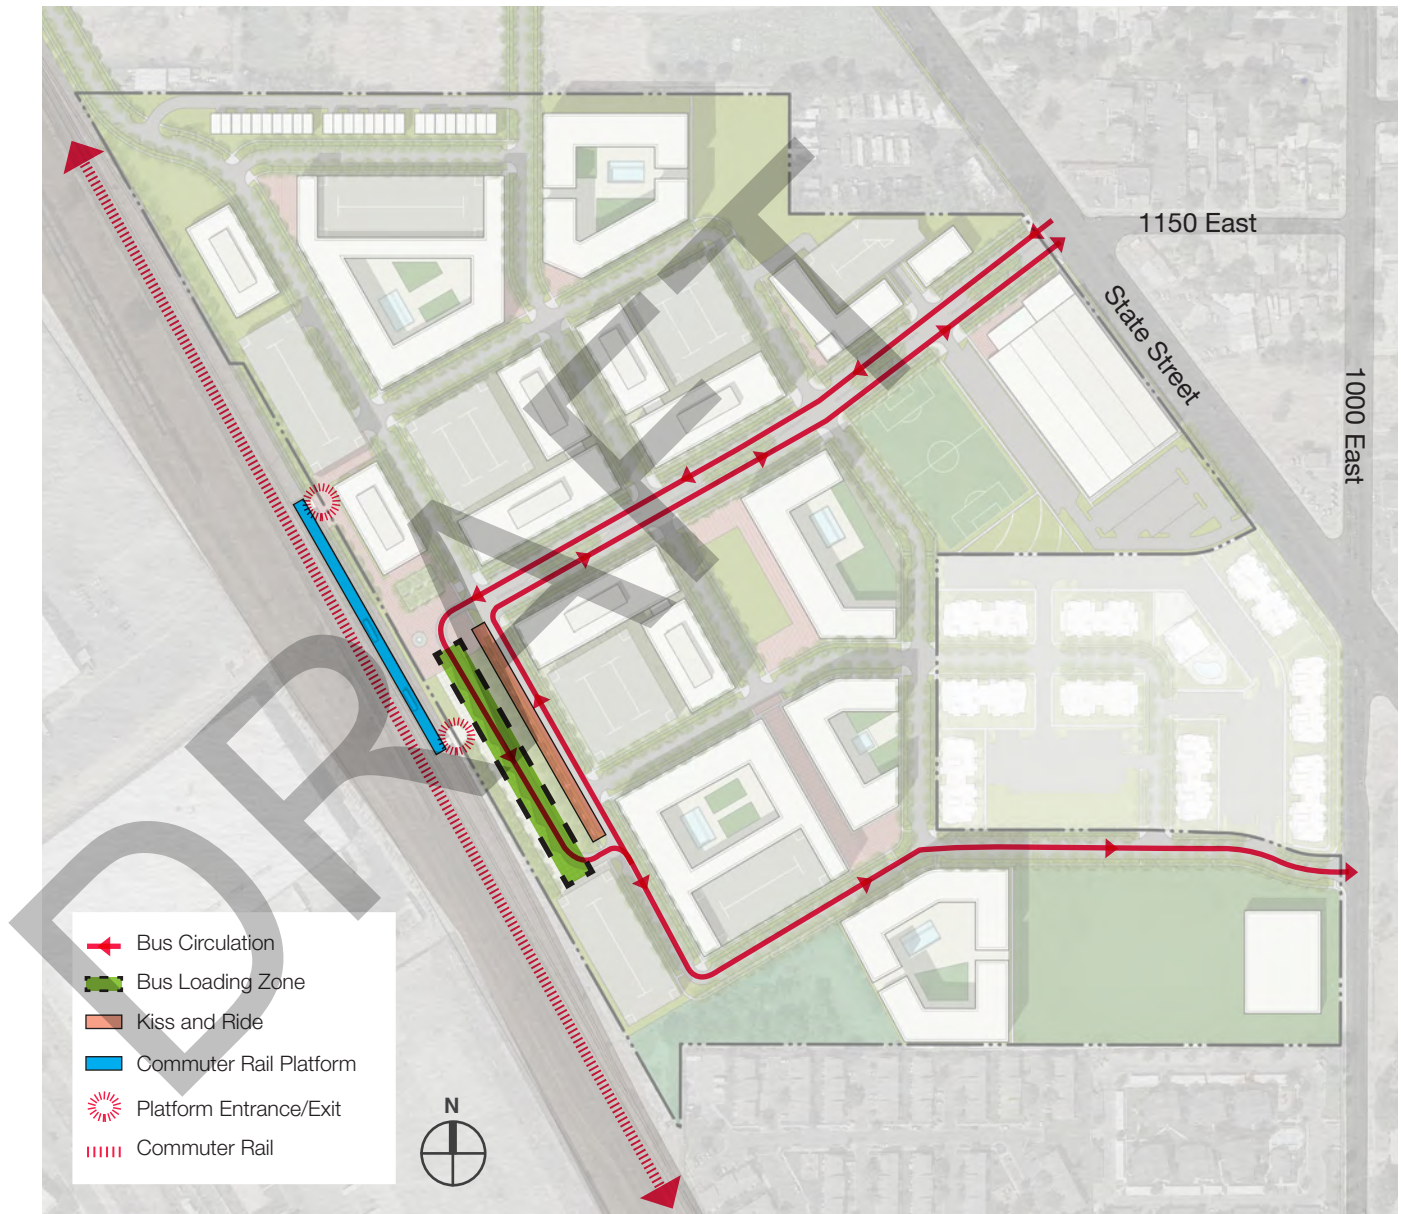 1150 East
State Street
1000 East
DRAFT
Bus Circulation
Bus Loading Zone
Kiss and Ride
Commuter Rail Platform
Platform Entrance/Exit
Commuter Rail
N